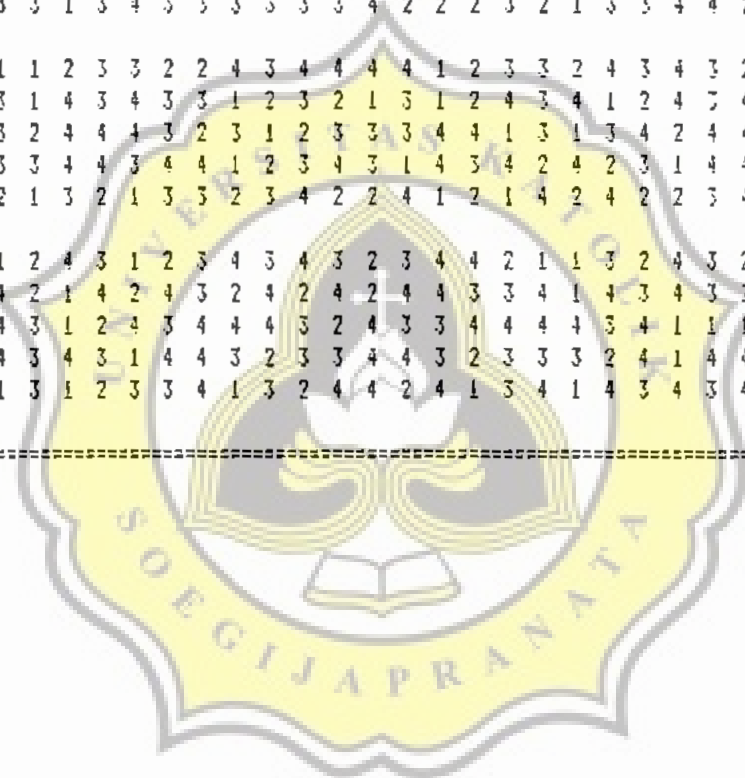 1 1 2 3 3 2 2 4 3 4 4 4 4 4 1 2 3 3 2 4 3 4 3 2
3 1 4 3 4 3 3 1 2 3 2 1 3 1 2 4 3 4 1 2 4 3 4
3 2 4 4 4 3 2 3 1 2 3 3 3 4 4 1 3 1 3 4 2 4 4
3 3 4 4 3 4 4 1 2 3 4 3 1 4 3 4 2 4 2 3 1 4 4
2 1 3 2 1 3 3 2 3 4 2 2 4 1 2 1 4 2 4 2 2 3 4
1 2 4 3 1 2 3 4 3 4 3 2 3 4 4 2 1 1 3 2 4 3 2
4 2 1 4 2 4 3 2 4 2 4 2 4 4 3 3 4 1 4 3 4 3
4 3 1 2 4 3 4 4 4 3 2 4 3 3 4 4 4 4 3 4 1 1 4
4 3 4 3 1 4 4 3 2 3 3 4 4 3 2 3 3 3 2 4 1 4 4
1 3 1 2 3 3 4 1 3 2 4 4 2 4 1 3 4 1 4 3 4 3 4
UNIVERSITAS KATOLIK
SOEGIJAPRANATA